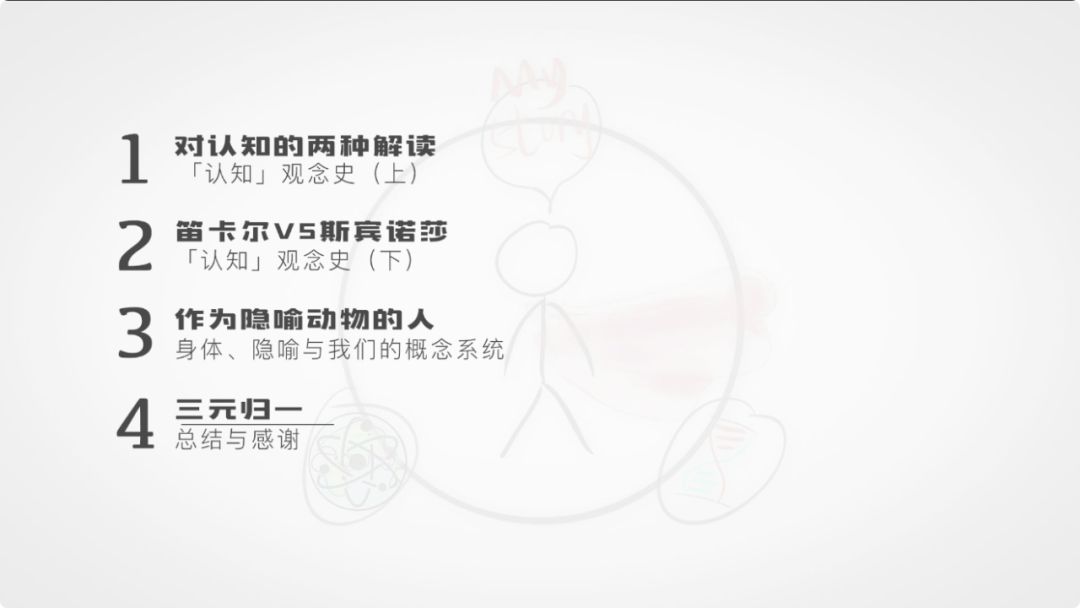 MY
STORY
1
对认知的两种解读
「认知」观念史（上）
2
笛卡尔VS斯宾诺莎
「认知」观念史（下）
3
作为隐喻动物的人
身体、隐喻与我们的概念系统
4
三元归一
总结与感谢